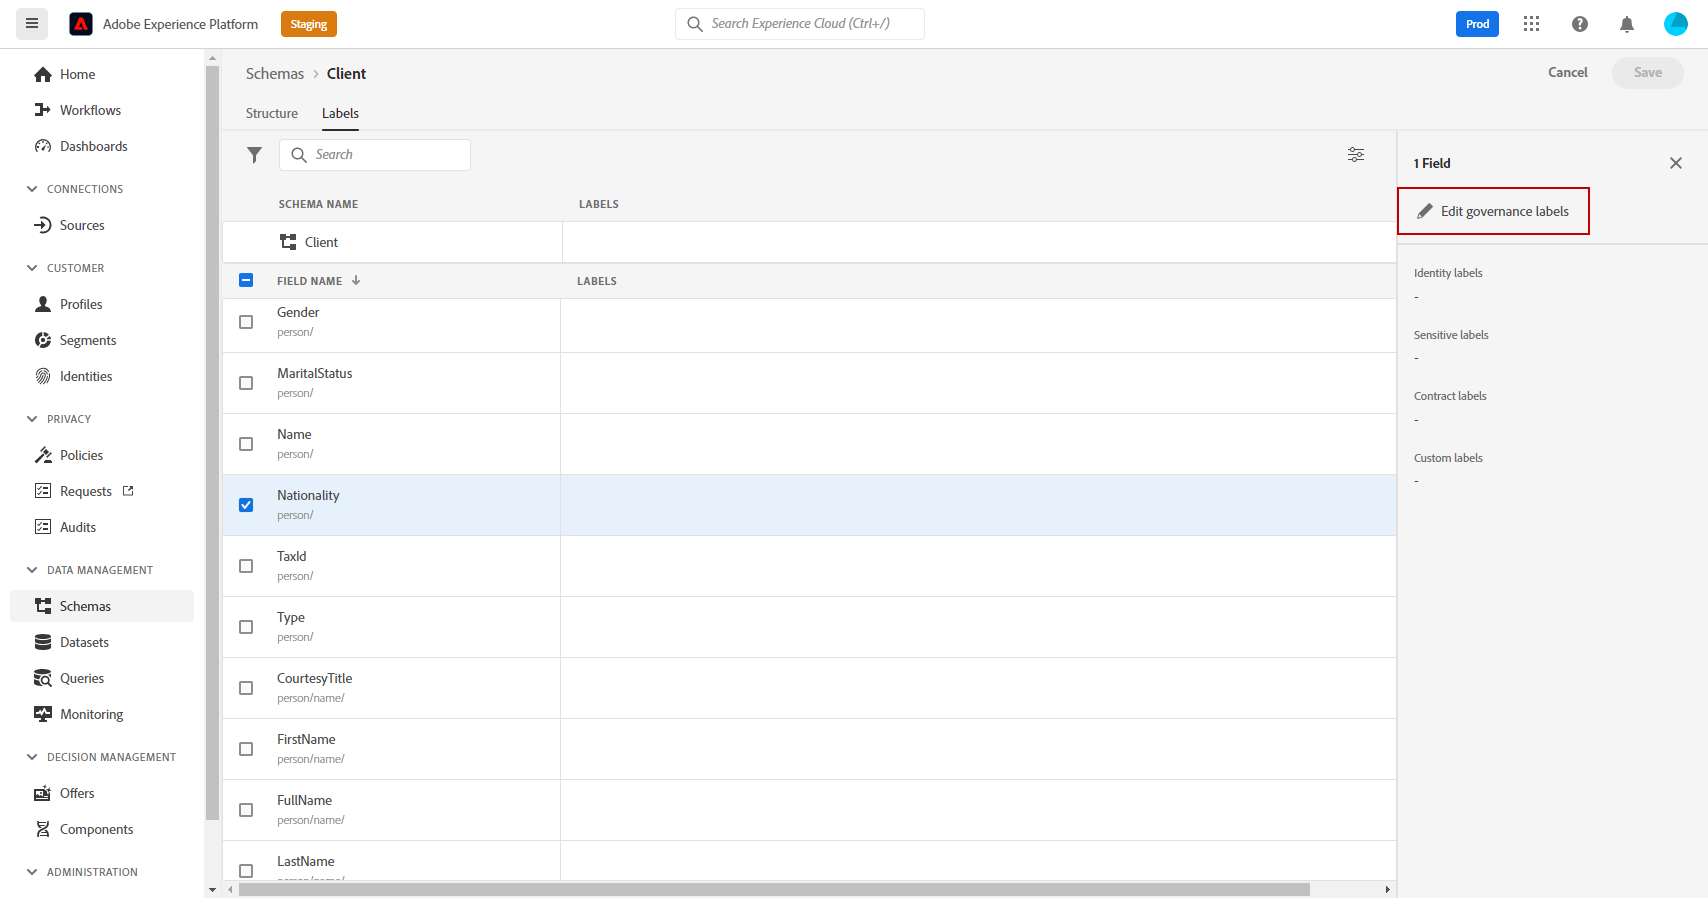 Adobe Experience Platform
Staging
Search Experience Cloud (Ctrl+/)
Prod
Home
Workflows
Dashboards
CONNECTIONS
Sources
CUSTOMER
Profiles
Segments
Identities
PRIVACY
Policies
Requests
Audits
DATA MANAGEMENT
Schemas
Datasets
Queries
Monitoring
DECISION MANAGEMENT
Offers
Components
ADMINISTRATION
Schemas > Client
Cancel
Save
Structure
Labels
Search
SCHEMA NAME
LABELS
Client
FIELD NAME
LABELS
Gender
person/
MaritalStatus
person/
Name
person/
Nationality
person/
TaxId
person/
Type
person/
CourtesyTitle
person/name/
FirstName
person/name/
FullName
person/name/
LastName
person/name/
1 Field
Edit governance labels
Identity labels
-
Sensitive labels
-
Contract labels
-
Custom labels
-